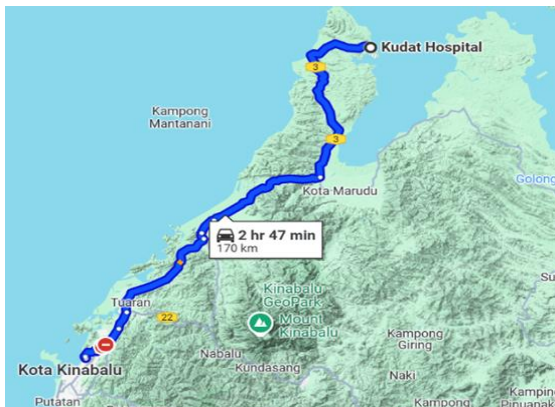 Kudat Hospital
3
Kampong
Mantanani
3
Kota Marudu
Golong
2 hr 47 min
170 km
Kinabalu
GeoPark
Mount
Kinabalu
Tuaran
22
Kampong
Giring
Nabalu
Kota Kinabalu
Kundasang
Naki
Putatan
Kampong